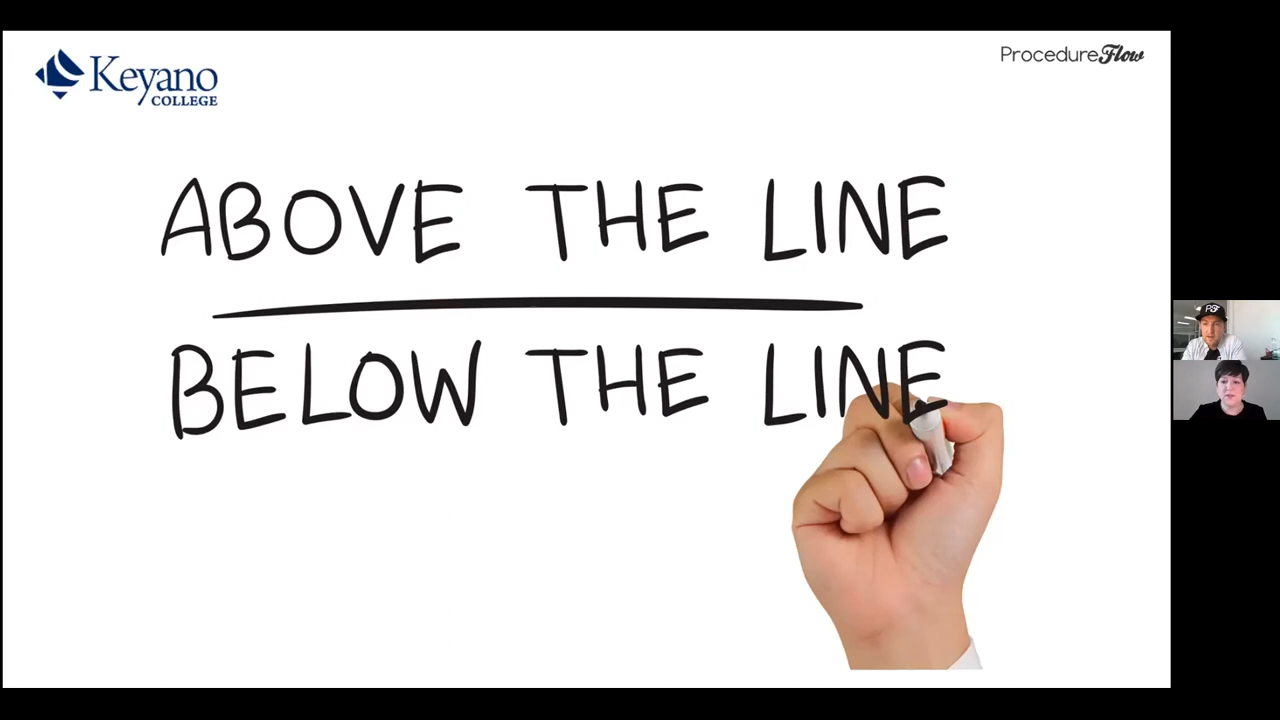 Keyano
COLLEGE
ProcedureFlow
ABOVE THE LINE
BELOW THE LINE